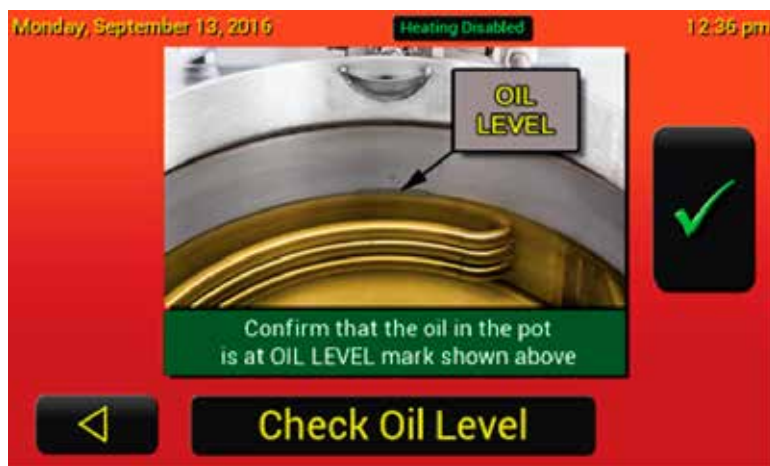 Monday, September 13, 2016
Heating Disabled
12:36 pm
OIL
LEVEL
Confirm that the oil in the pot
is at OIL LEVEL mark shown above
Check Oil Level